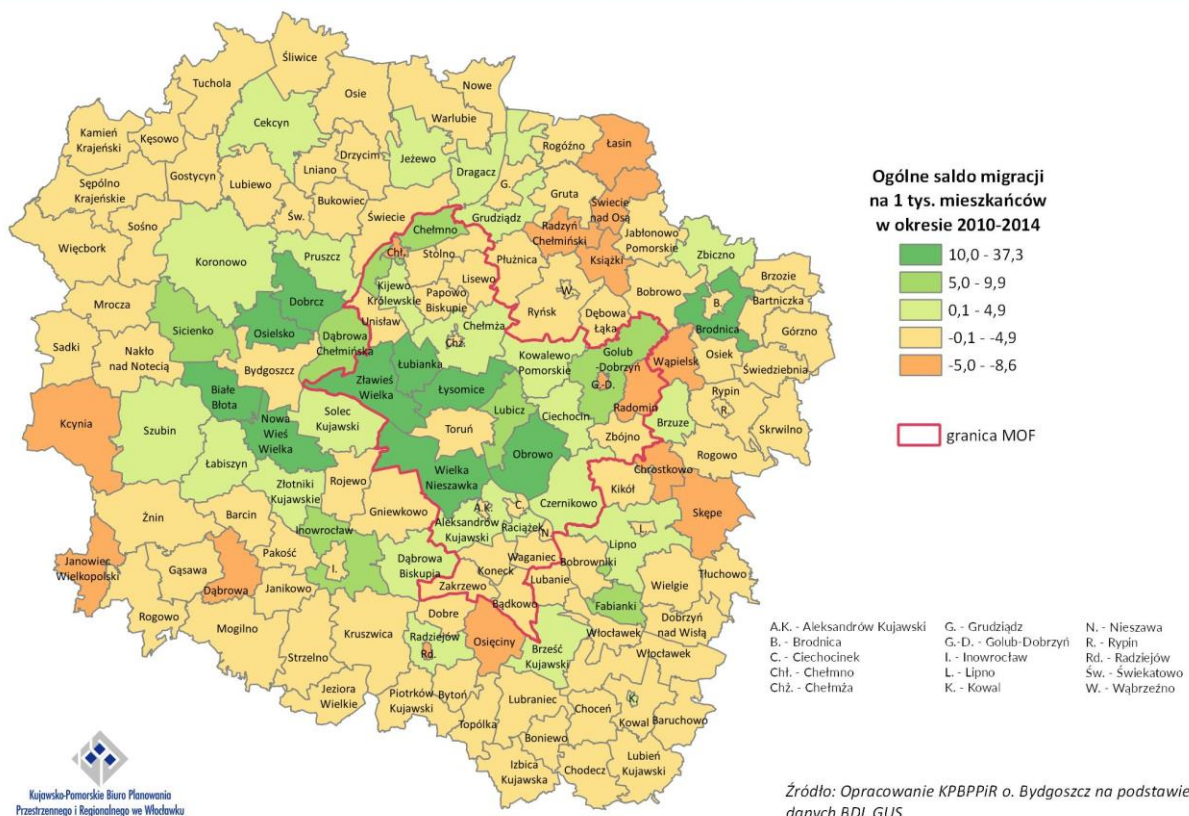 Śliwice
Tuchola
Osie
Nowe
Warlubie
Cekcyn
Kamień
Krajeński
Kęsowo
Rogóźno
Łasin
Drzycim
Jeżewo
Dragacz
G.
Gostycyn
Lubiewo
Lniano
Sępólno
Krajeńskie
Gruta
Bukowiec
Św.
Świecie
Grudziądz
Świecie
nad Osą
Radzyń
Chełmiński
Sośno
Więcbork
Chełmno
Jabłonowo
Pomorskie
Zbiczno
Koronowo
Pruszcz
Chł.
Stolno
Płużnica
Książki
Lisewo
Kijewo
Królewskie
Papowo
Biskupie
W.
Bobrowo
Brzozie
Bartniczka
B.
Mrocza
Dobrcz
Osielsko
Unisław
Ryńsk
Dębowa
Łąka
Brodnica
Górzno
Sicienko
Dąbrowa
Chełmińska
Chełmża
Chż.
Sadki
Nakło
nad Notecią
Bydgoszcz
Łubianka
Kowalewo
Pomorskie
Golub
-Dobrzyń
G.-D.
Wąpielsk
Osiek
Świedziebnia
Zławieś
Wielka
Łysomice
Białe
Błota
Rypin
R.
Kcynia
Nowa
Wieś
Wielka
Solec
Kujawski
Lubicz
Ciechocin
Radomin
Brzuze
Skrwilno
Szubin
Toruń
Zbójno
Rogowo
Łabiszyn
Obrowo
Wielka
Nieszawka
Chrostkowo
Złotniki
Kujawskie
Rojewo
Kikół
Czernikowo
Skępe
Żnin
Barcin
Gniewkowo
A.K.
C.
Aleksandrów
Kujawski
Raciążek
N.
Inowrocław
I.
L.
Lipno
Pakość
Janowiec
Wielkopolski
Gąsawa
Dąbrowa
Janikowo
Dąbrowa
Biskupia
Waganiec
Koneck
Bobrowniki
Tłuchowo
Zakrzewo
Lubanie
Wielgie
Bądkowo
Fabianki
Rogowo
Mogilno
Kruszwica
Dobre
Dobrzyń
nad Wisłą
Radziejów
Rd.
Osięciny
Włocławek
Strzelno
Brześć
Kujawski
Włocławek
Jeziora
Wielkie
Piotrków
Kujawski
Bytoń
Lubraniec
K.
Choceń
Topólka
Kowal
Baruchowo
Boniewo
Izbica
Kujawska
Chodecz
Lubień
Kujawski
Ogólne saldo migracji
na 1 tys. mieszkańców
w okresie 2010-2014
10,0 - 37,3
5,0 - 9,9
0,1 - 4,9
-0,1 - -4,9
-5,0 - -8,6
granica MOF
A.K. - Aleksandrów Kujawski
B. - Brodnica
C. - Ciechocinek
Chł. - Chełmno
Chż. - Chełmża
G. - Grudziądz
G.-D. - Golub-Dobrzyń
I. - Inowrocław
L. - Lipno
K. - Kowal
N. - Nieszawa
R. - Rypin
Rd. - Radziejów
Św. - Świekatowo
W. - Wąbrzeźno
Kujawsko-Pomorskie Biuro Planowania
Przestrzennego i Regionalnego we Włocławku
Źródło: Opracowanie KPBPPiR o. Bydgoszcz na podstawie
danych BDL GUS